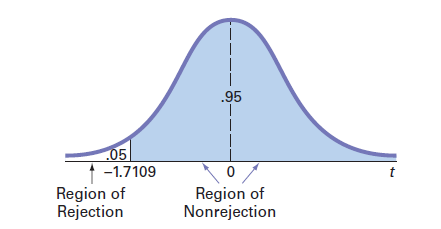 .95
.05
–1.7109
0
t
Region of
Rejection
Region of
Nonrejection